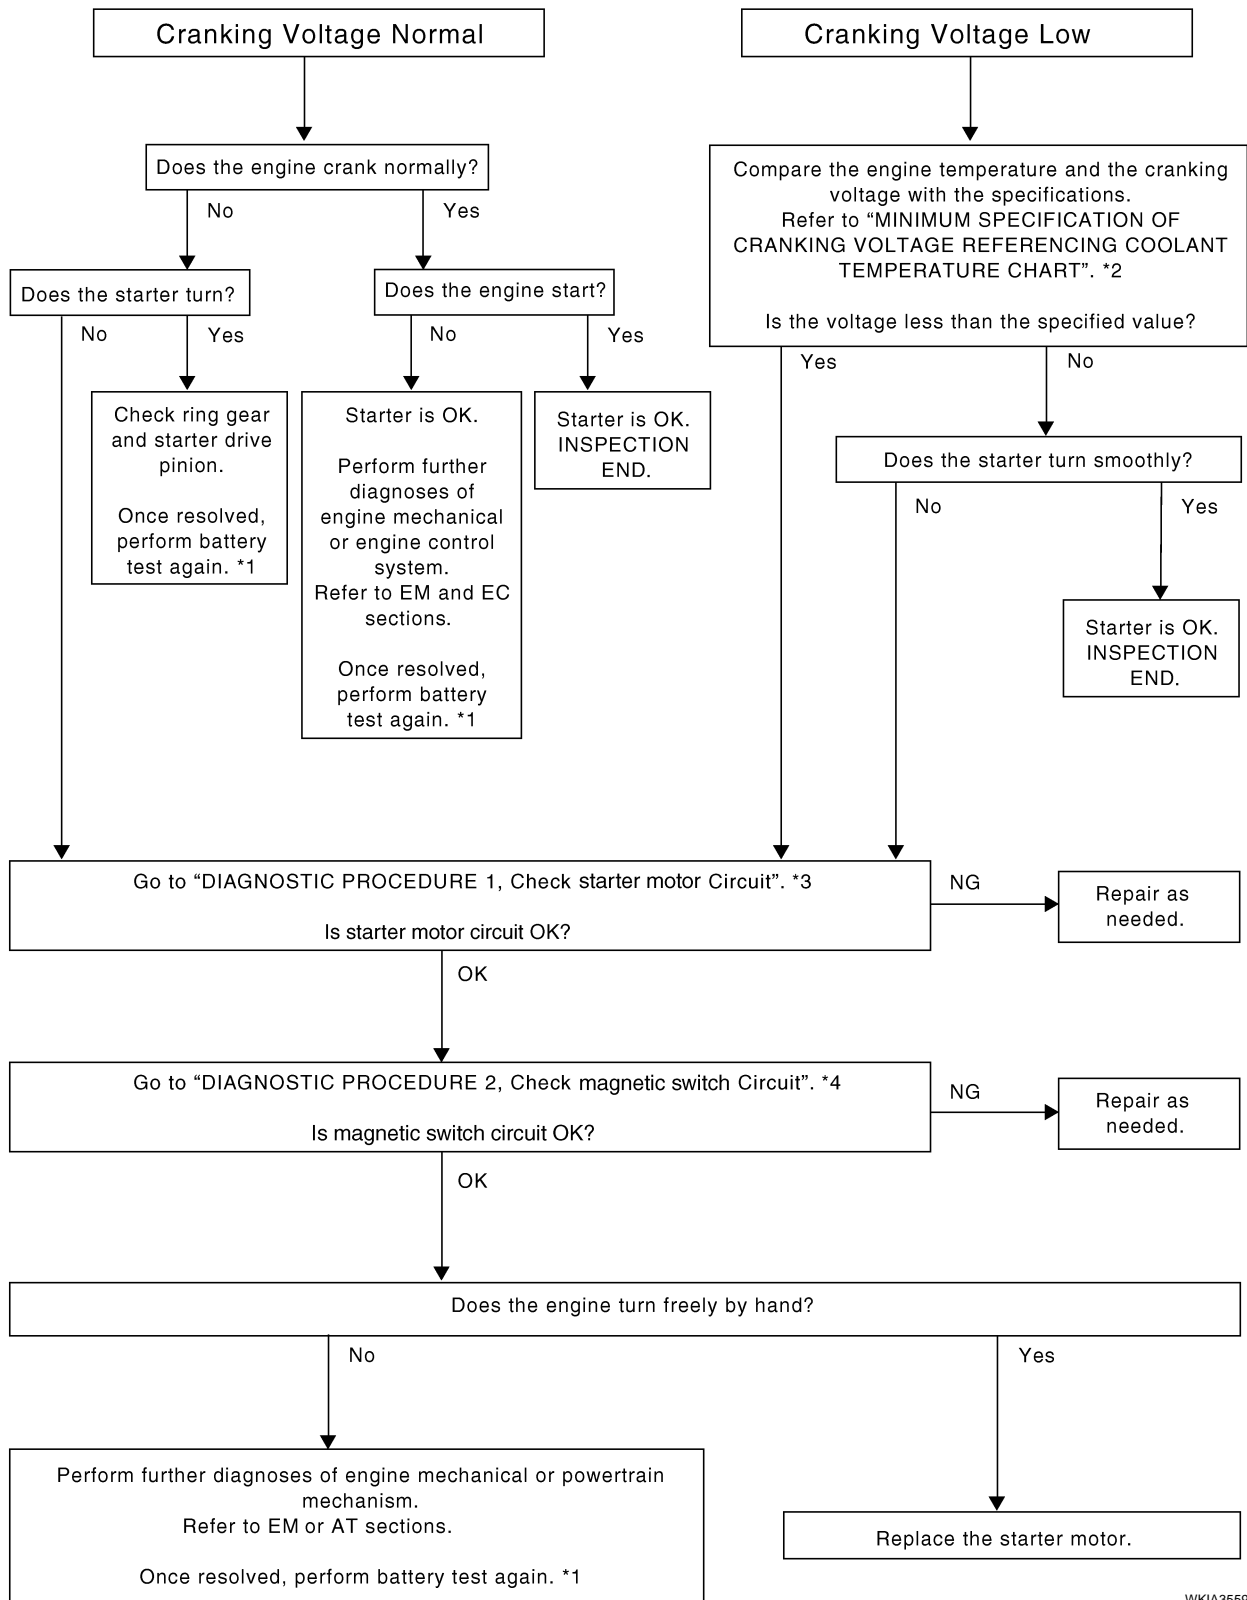 Cranking Voltage Normal
Cranking Voltage Low
Does the engine crank normally?
No
Yes
Does the starter turn?
No
Yes
Does the engine start?
No
Yes
Check ring gear
and starter drive
pinion.
Once resolved,
perform battery
test again. *1
Starter is OK.
Perform further
diagnoses of
engine mechanical
or engine control
system.
Refer to EM and EC
sections.
Once resolved,
perform battery
test again. *1
Starter is OK.
INSPECTION
END.
Compare the engine temperature and the cranking
voltage with the specifications.
Refer to “MINIMUM SPECIFICATION OF
CRANKING VOLTAGE REFERENCING COOLANT
TEMPERATURE CHART”. *2
Is the voltage less than the specified value?
Yes
No
Does the starter turn smoothly?
No
Yes
Starter is OK.
INSPECTION
END.
Go to “DIAGNOSTIC PROCEDURE 1, Check starter motor Circuit”. *3
Is starter motor circuit OK?
NG
Repair as
needed.
OK
Go to “DIAGNOSTIC PROCEDURE 2, Check magnetic switch Circuit”. *4
Is magnetic switch circuit OK?
NG
Repair as
needed.
OK
Does the engine turn freely by hand?
No
Yes
Perform further diagnoses of engine mechanical or powertrain
mechanism.
Refer to EM or AT sections.
Once resolved, perform battery test again. *1
Replace the starter motor.
WKIA3559